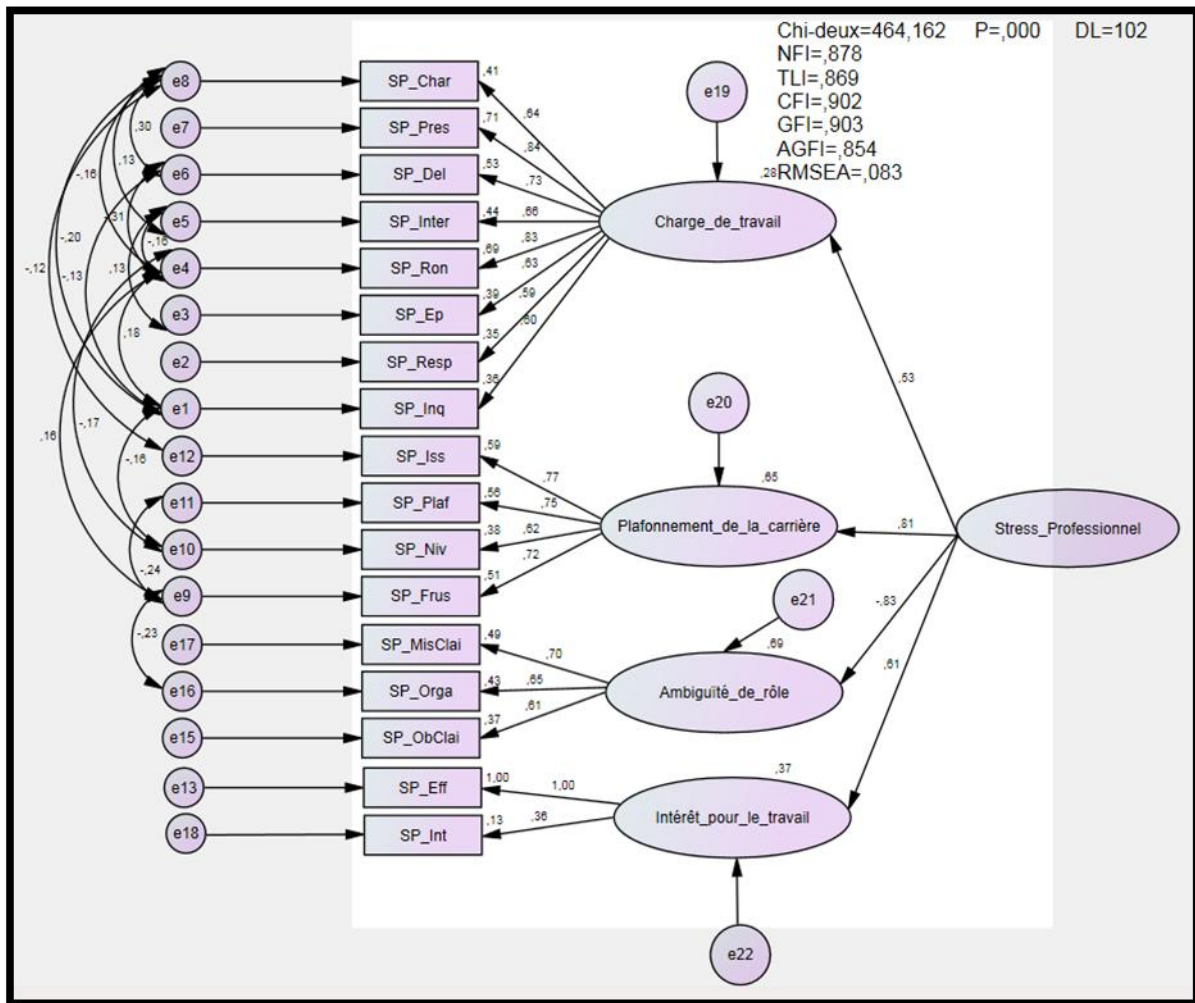 Chi-deux=464,162 P=,000 DL=102
NFI=,878
TLI=,869
CFI=,902
GFI=,903
AGFI=,854
RMSEA=,083
e8
SP_Char
,41
,64
e19
e7
SP_Pres
,71
,84
,30
e6
SP_Del
,53
,73
,13
-,16
,28
e5
SP_Inter
,44
,66
Charge_de_travail
-,31
-,16
-,20
e4
SP_Ron
,69
,83
-,12
-,13
,13
e3
SP_Ep
,39
,63
e2
SP_Resp
,35
,59
,18
e1
SP_Inq
,36
,60
,53
,16
-,17
-,16
e12
SP_Iss
,59
,77
e20
e11
SP_Plaf
,56
,75
,65
e10
SP_Niv
,38
,62
Plafonnement_de_la_carrière
,81
Stress_Professionnel
-,24
e9
SP_Frus
,51
,72
-,23
e17
SP_MisClai
,49
,70
e21
,69
-,83
e16
SP_Orga
,43
,65
Ambiguïté_de_rôle
,61
e15
SP_ObClai
,37
,61
e13
SP_Eff
1,00
1,00
,37
Intérêt_pour_le_travail
e18
SP_Int
,13
,36
e22